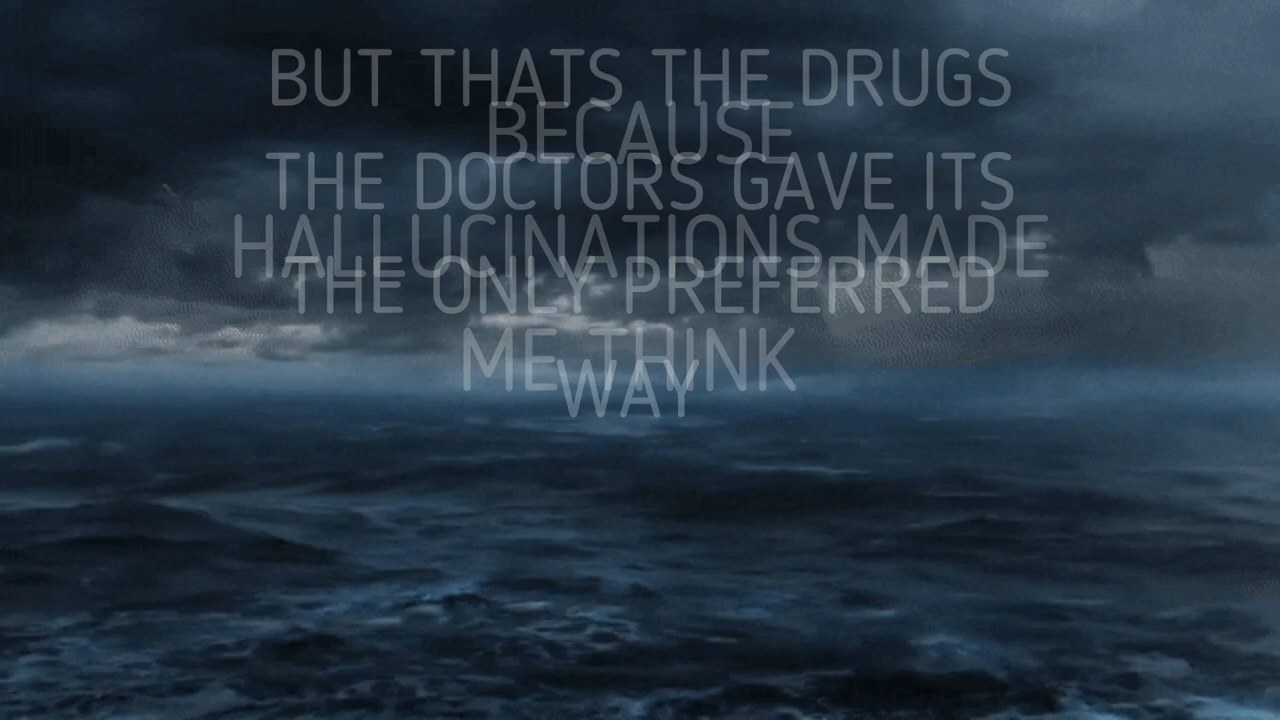 BUT THATS THE DRUGS
BECAUSE
THE DOCTORS GAVE ITS
HALLUCINATIONS MADE
THE ONLY PREFERRED
ME THINK
WAY